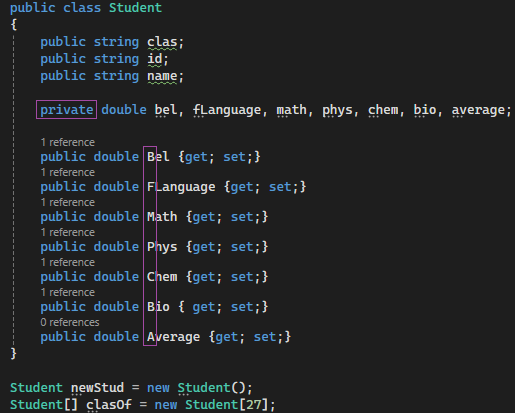 public class Student
{
public string clas;
public string id;
public string name;
private double bel, fLanguage, math, phys, chem, bio, average;
1 reference
public double Bel {get; set;}
1 reference
public double FLanguage {get; set;}
1 reference
public double Math {get; set;}
1 reference
public double Phys {get; set;}
1 reference
public double Chem {get; set;}
1 reference
public double Bio { get; set;}
0 references
public double Average {get; set;}
}
Student newStud = new Student();
Student[] clasOf = new Student[27];